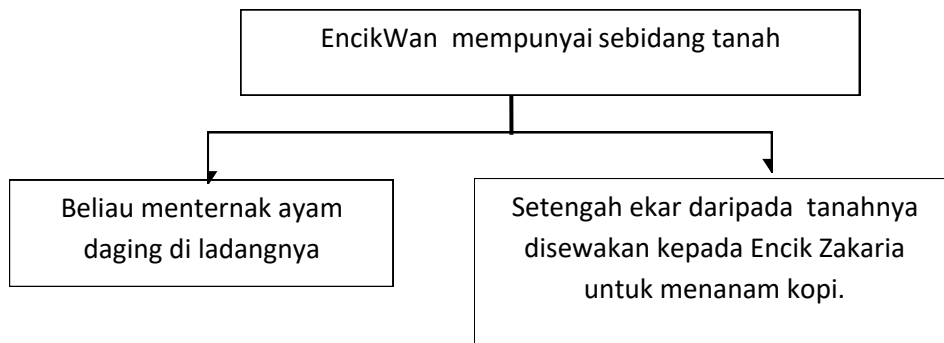 EncikWan  mempunyai sebidang tanah
Beliau menternak ayam
daging di ladangnya
Setengah ekar daripada  tanahnya
disewakan kepada Encik Zakaria
untuk menanam kopi.